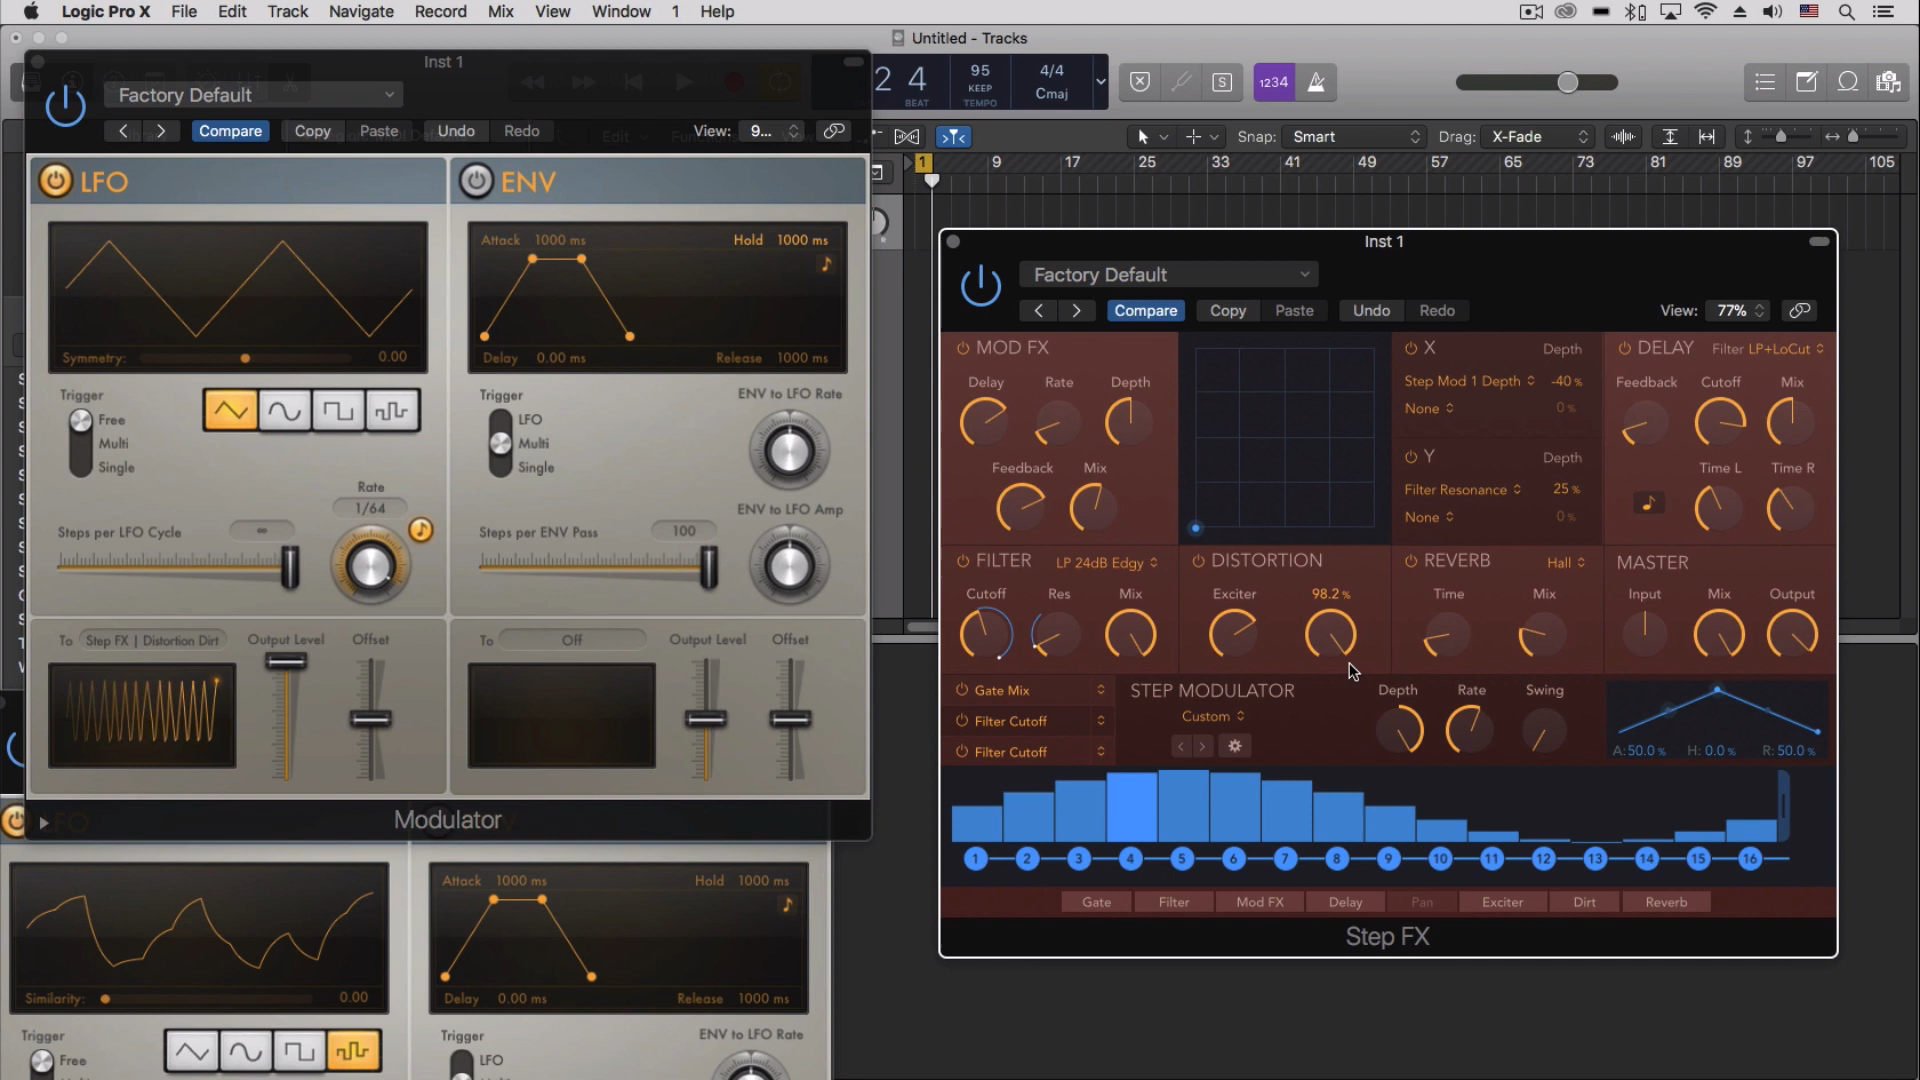 Logic Pro X File Edit Track Navigate Record Mix View Window 1 Help
Untitled - Tracks
2 4 BEAT
95 KEEP TEMPO
4/4 Cmaj
S
1234
Snap: Smart
Drag: X-Fade
1 9 17 25 33 41 49 57 65 73 81 89 97 105
R
Inst 1
Factory Default
Compare Copy Paste Undo Redo View: 9...
LFO
Symmetry: 0.00
Trigger
Free
Multi
Single
Rate
1/64
Steps per LFO Cycle ∞
To Step FX | Distortion Dirt
Output Level Offset
ENV
Attack 1000 ms Hold 1000 ms
Delay 0.00 ms Release 1000 ms
Trigger
LFO
Multi
Single
ENV to LFO Rate
ENV to LFO Amp
Steps per ENV Pass 100
To Off
Output Level Offset
Modulator
Similarity: 0.00
Trigger
Free
Attack 1000 ms Hold 1000 ms
Delay 0.00 ms Release 1000 ms
Trigger
LFO
ENV to LFO Rate
Inst 1
Factory Default
Compare Copy Paste Undo Redo View: 77%
MOD FX
Delay Rate Depth
Feedback Mix
X Depth
Step Mod 1 Depth -40 %
None 0 %
Y Depth
Filter Resonance 25 %
None 0 %
DELAY Filter LP+LoCut
Feedback Cutoff Mix
Time L Time R
FILTER LP 24dB Edgy
Cutoff Res Mix
DISTORTION
Exciter 98.2 %
REVERB Hall
Time Mix
MASTER
Input Mix Output
Gate Mix
Filter Cutoff
Filter Cutoff
STEP MODULATOR
Custom
Depth Rate Swing
A:50.0 % H: 0.0 % R: 50.0 %
1 2 3 4 5 6 7 8 9 10 11 12 13 14 15 16
Gate Filter Mod FX Delay Pan Exciter Dirt Reverb
Step FX